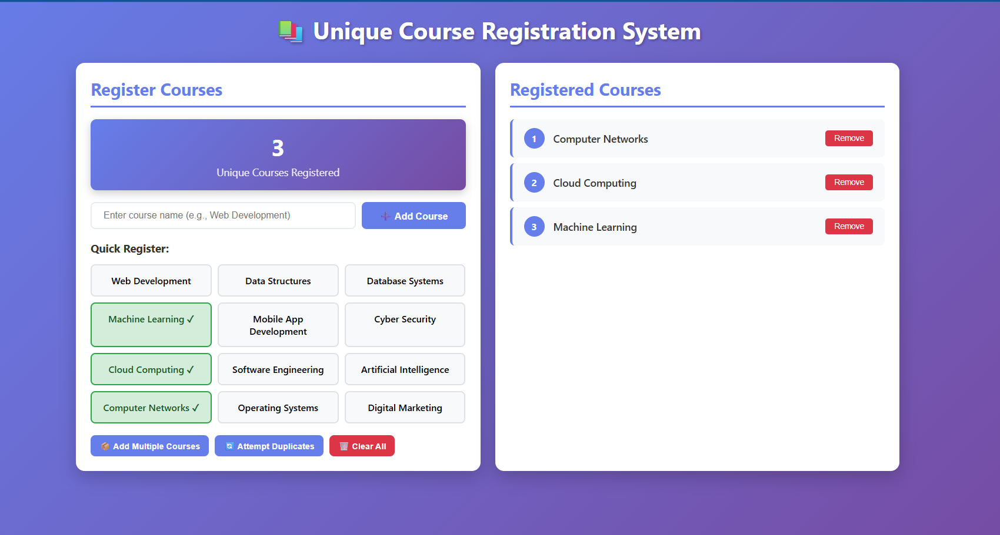 Unique Course Registration System
Register Courses
3
Unique Courses Registered
Enter course name (e.g., Web Development)
Add Course
Quick Register:
Web Development
Data Structures
Database Systems
Machine Learning ✓
Mobile App
Development
Cyber Security
Cloud Computing ✓
Software Engineering
Artificial Intelligence
Computer Networks ✓
Operating Systems
Digital Marketing
Add Multiple Courses
Attempt Duplicates
Clear All
Registered Courses
1 Computer Networks Remove
2 Cloud Computing Remove
3 Machine Learning Remove